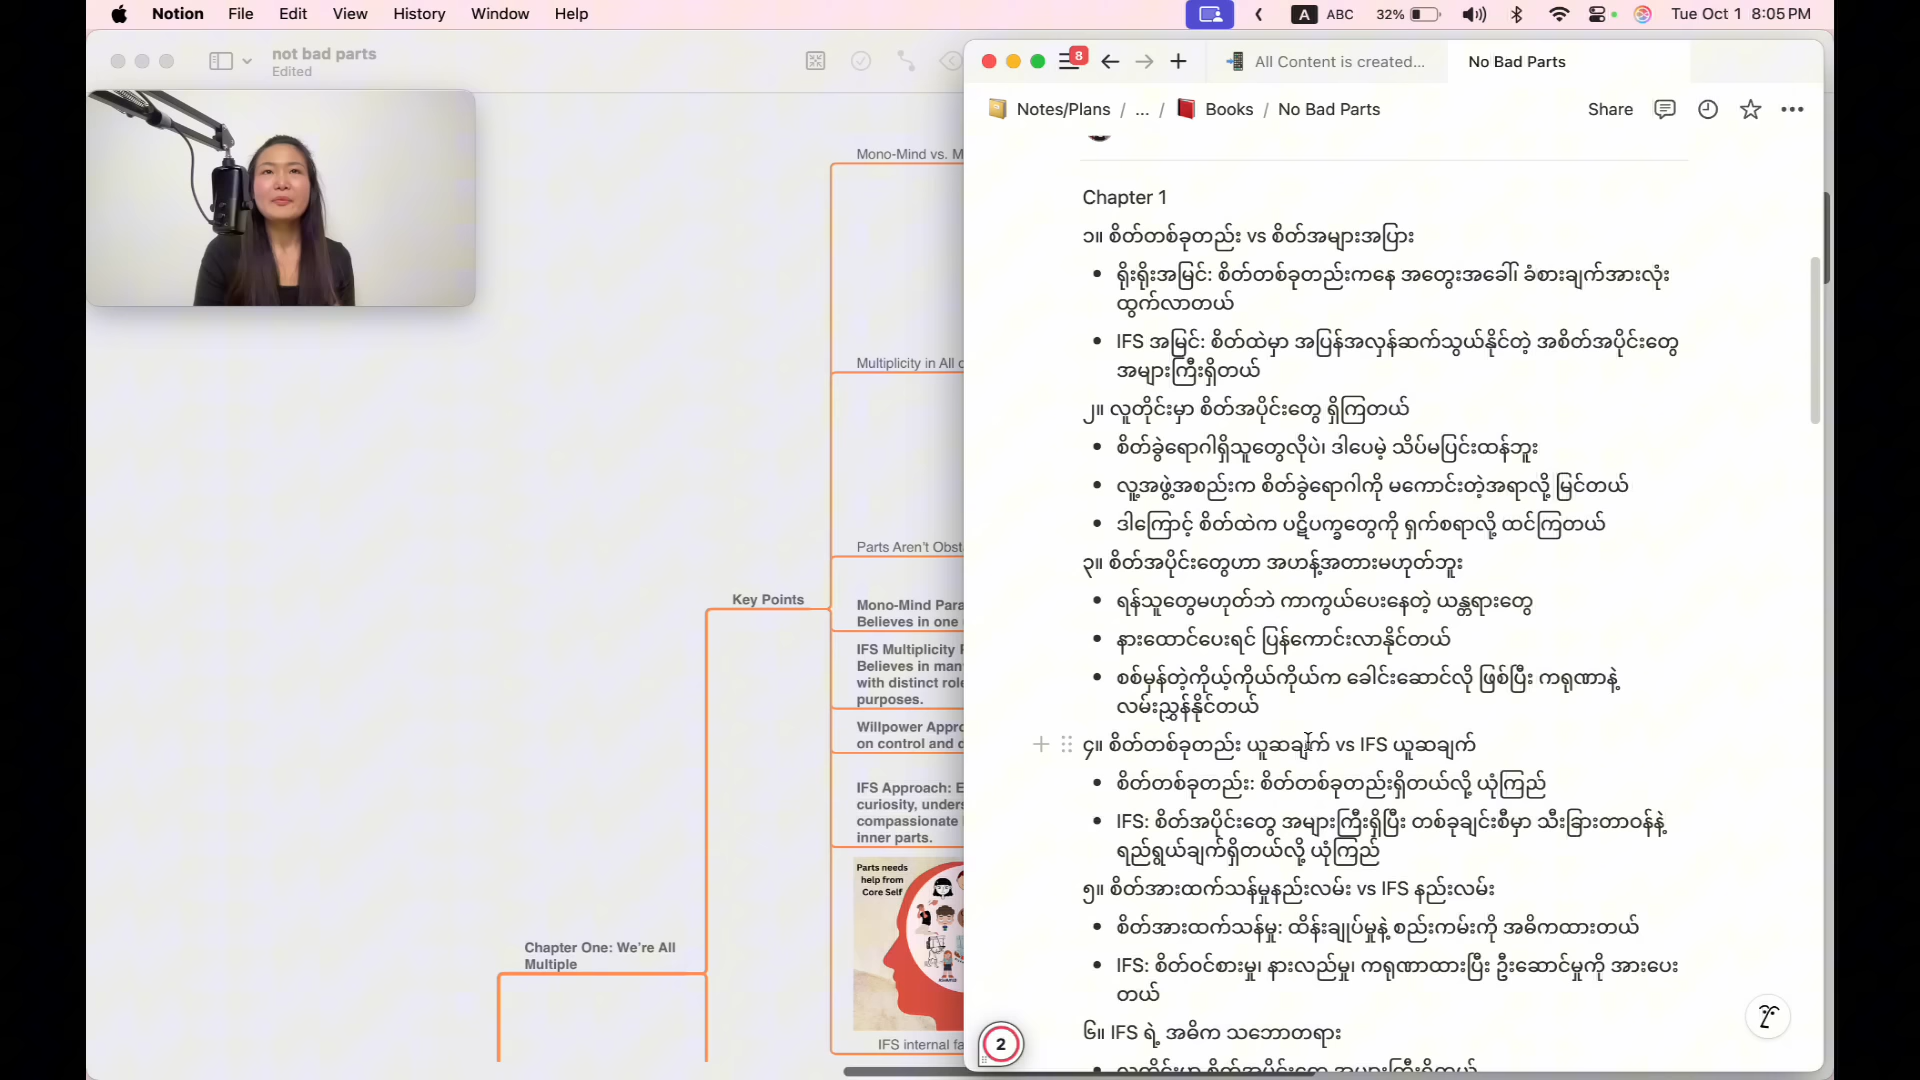 Notion File Edit View History Window Help
A ABC 32% Tue Oct 1 8:05 PM
not bad parts
Edited
8
All Content is created...
No Bad Parts
Notes/Plans / ... / Books / No Bad Parts
Share
Mono-Mind vs. M
Multiplicity in All
Parts Aren't Obst
Key Points
Mono-Mind Para
Believes in one
IFS Multiplicity
Believes in man
with distinct role
purposes.
Willpower Appro
on control and
IFS Approach: E
curiosity, unders
compassionate
inner parts.
Parts needs
help from
Core Self
IFS internal fa
Chapter One: We're All
Multiple
Chapter 1
၁။ စိတ်တစ်ခုတည်း vs စိတ်အများအပြား
ရိုးရိုးအမြင်: စိတ်တစ်ခုတည်းကနေ အတွေးအခေါ်၊ ခံစားချက်အားလုံး
ထွက်လာတယ်
IFS အမြင်: စိတ်ထဲမှာ အပြန်အလှန်ဆက်သွယ်နိုင်တဲ့ အစိတ်အပိုင်းတွေ
အများကြီးရှိတယ်
၂။ လူတိုင်းမှာ စိတ်အပိုင်းတွေ ရှိကြတယ်
စိတ်ခွဲရောဂါရှိသူတွေလိုပဲ၊ ဒါပေမဲ့ သိပ်မပြင်းထန်ဘူး
လူ့အဖွဲ့အစည်းက စိတ်ခွဲရောဂါကို မကောင်းတဲ့အရာလို့ မြင်တယ်
ဒါကြောင့် စိတ်ထဲက ပဋိပက္ခတွေကို ရှက်စရာလို့ ထင်ကြတယ်
၃။ စိတ်အပိုင်းတွေဟာ အဟန့်အတားမဟုတ်ဘူး
ရန်သူတွေမဟုတ်ဘဲ ကာကွယ်ပေးနေတဲ့ ယန္တရားတွေ
နားထောင်ပေးရင် ပြန်ကောင်းလာနိုင်တယ်
စစ်မှန်တဲ့ကိုယ့်ကိုယ်ကိုယ်က ခေါင်းဆောင်လို ဖြစ်ပြီး ကရုဏာနဲ့
လမ်းညွှန်နိုင်တယ်
၄။ စိတ်တစ်ခုတည်း ယူဆချက် vs IFS ယူဆချက်
စိတ်တစ်ခုတည်း: စိတ်တစ်ခုတည်းရှိတယ်လို့ ယုံကြည်
IFS: စိတ်အပိုင်းတွေ အများကြီးရှိပြီး တစ်ခုချင်းစီမှာ သီးခြားတာဝန်နဲ့
ရည်ရွယ်ချက်ရှိတယ်လို့ ယုံကြည်
၅။ စိတ်အားထက်သန်မှုနည်းလမ်း vs IFS နည်းလမ်း
စိတ်အားထက်သန်မှု: ထိန်းချုပ်မှုနဲ့ စည်းကမ်းကို အဓိကထားတယ်
IFS: စိတ်ဝင်စားမှု၊ နားလည်မှု၊ ကရုဏာထားပြီး ဦးဆောင်မှုကို အားပေး
တယ်
၆။ IFS ရဲ့ အဓိက သဘောတရား
လူတိုင်းမှာ စိတ်အပိုင်းတွေ အများကြီးရှိတယ်
2